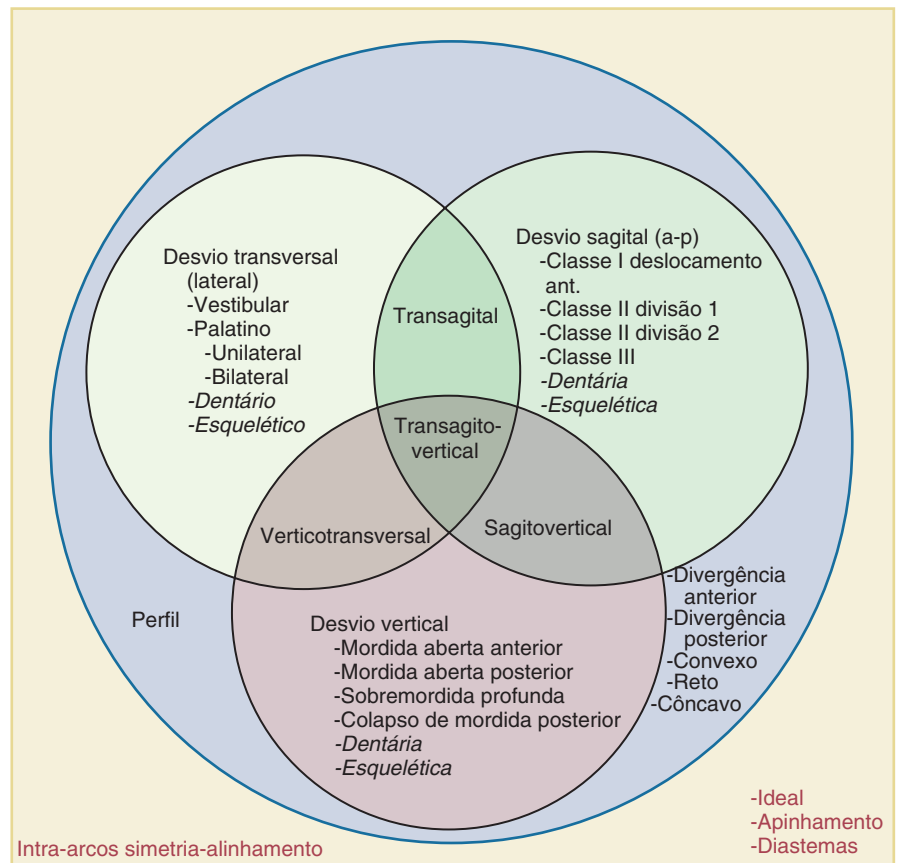 Desvio transversal
(lateral)
-Vestibular
-Palatino
-Unilateral
-Bilateral
-Dentário
-Esquelético
Transagital
Desvio sagital (a-p)
-Classe I deslocamento
ant.
-Classe II divisão 1
-Classe II divisão 2
-Classe III
-Dentária
-Esquelética
Transagito-
vertical
Verticotransversal
Sagitovertical
Perfil
Desvio vertical
-Mordida aberta anterior
-Mordida aberta posterior
-Sobremordida profunda
-Colapso de mordida posterior
-Dentária
-Esquelética
-Divergência
anterior
-Divergência
posterior
-Convexo
-Reto
-Côncavo
Intra-arcos simetria-alinhamento
-Ideal
-Apinhamento
-Diastemas